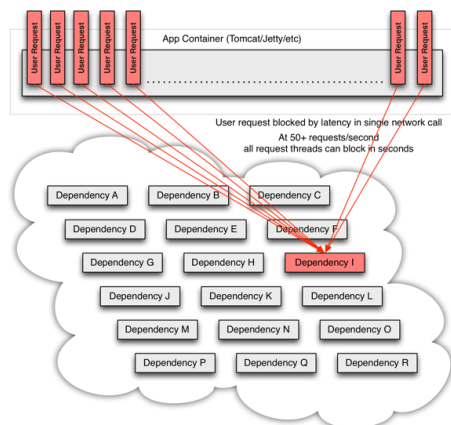 User Request
User Request
User Request
User Request
User Request
User Request
User Request
App Container (Tomcat/Jetty/etc)
User request blocked by latency in single network call
At 50+ requests/second
all request threads can block in seconds
Dependency A
Dependency B
Dependency C
Dependency D
Dependency E
Dependency F
Dependency G
Dependency H
Dependency I
Dependency J
Dependency K
Dependency L
Dependency M
Dependency N
Dependency O
Dependency P
Dependency Q
Dependency R